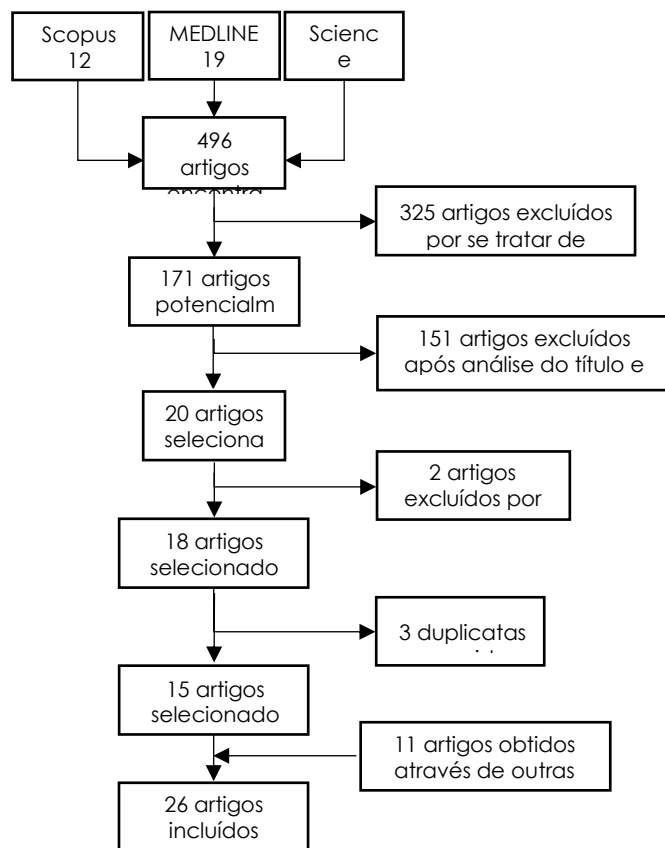 Scopus
12
MEDLINE
19
Scienc
e
496
artigos
encontra
325 artigos excluídos
por se tratar de
171 artigos
potencialm
151 artigos excluídos
após análise do título e
20 artigos
seleciona
2 artigos
excluídos por
18 artigos
selecionado
3 duplicatas
15 artigos
selecionado
11 artigos obtidos
através de outras
26 artigos
incluídos